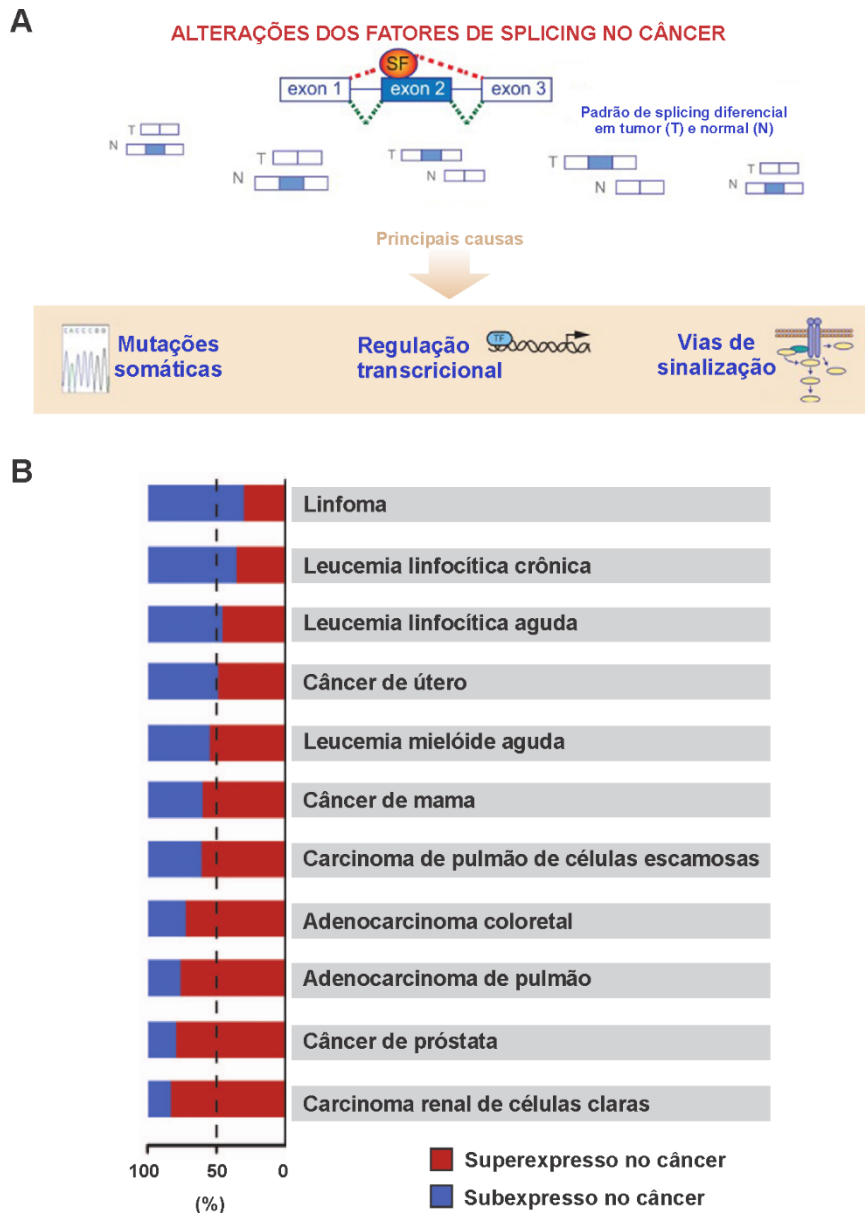 A
ALTERAÇÕES DOS FATORES DE SPLICING NO CÂNCER
SF
exon 1
exon 2
exon 3
Padrão de splicing diferencial
em tumor (T) e normal (N)
T
N
T
N
T
N
T
N
T
N
Principais causas
CACCCGG
Mutações
somáticas
Regulação
transcricional
TF
Vias de
sinalização
B
Linfoma
Leucemia linfocítica crônica
Leucemia linfocítica aguda
Câncer de útero
Leucemia mielóide aguda
Câncer de mama
Carcinoma de pulmão de células escamosas
Adenocarcinoma coloretal
Adenocarcinoma de pulmão
Câncer de próstata
Carcinoma renal de células claras
100 50 0
(%)
Superexpresso no câncer
Subexpresso no câncer